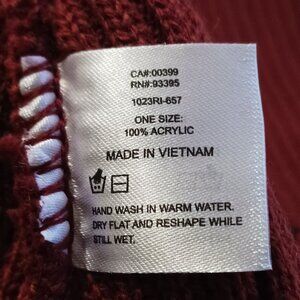 CA#:00399
RN#:93395
1023RI-657
ONE SIZE:
100% ACRYLIC
MADE IN VIETNAM
HAND WASH IN WARM WATER.
DRY FLAT AND RESHAPE WHILE
STILL WET.